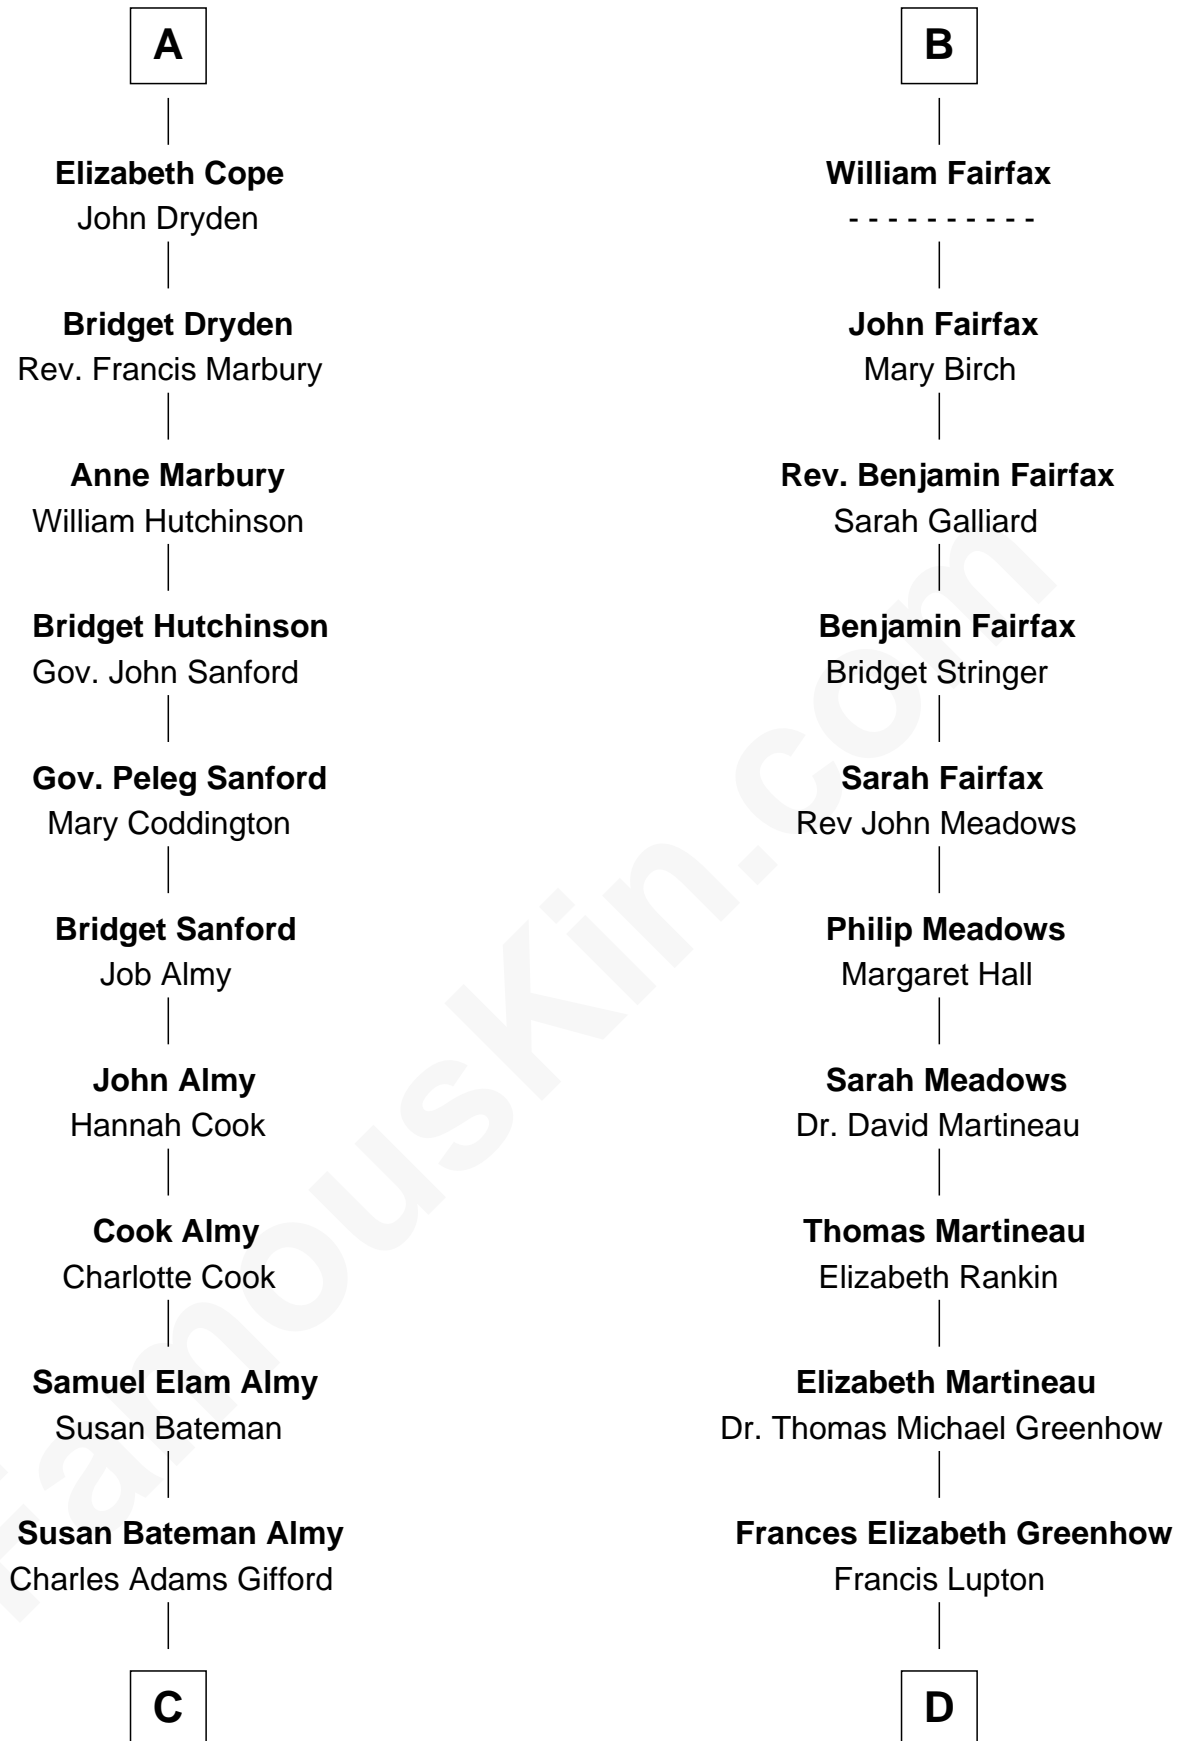 A
Elizabeth Cope
John Dryden
Bridget Dryden
Rev. Francis Marbury
Anne Marbury
William Hutchinson
Bridget Hutchinson
Gov. John Sanford
Gov. Peleg Sanford
Mary Coddington
Bridget Sanford
Job Almy
John Almy
Hannah Cook
Cook Almy
Charlotte Cook
Samuel Elam Almy
Susan Bateman
Susan Bateman Almy
Charles Adams Gifford
C
B
William Fairfax
- - - - - - - - - -
John Fairfax
Mary Birch
Rev. Benjamin Fairfax
Sarah Galliard
Benjamin Fairfax
Bridget Stringer
Sarah Fairfax
Rev John Meadows
Philip Meadows
Margaret Hall
Sarah Meadows
Dr. David Martineau
Thomas Martineau
Elizabeth Rankin
Elizabeth Martineau
Dr. Thomas Michael Greenhow
Frances Elizabeth Greenhow
Francis Lupton
D
FamousKin.com